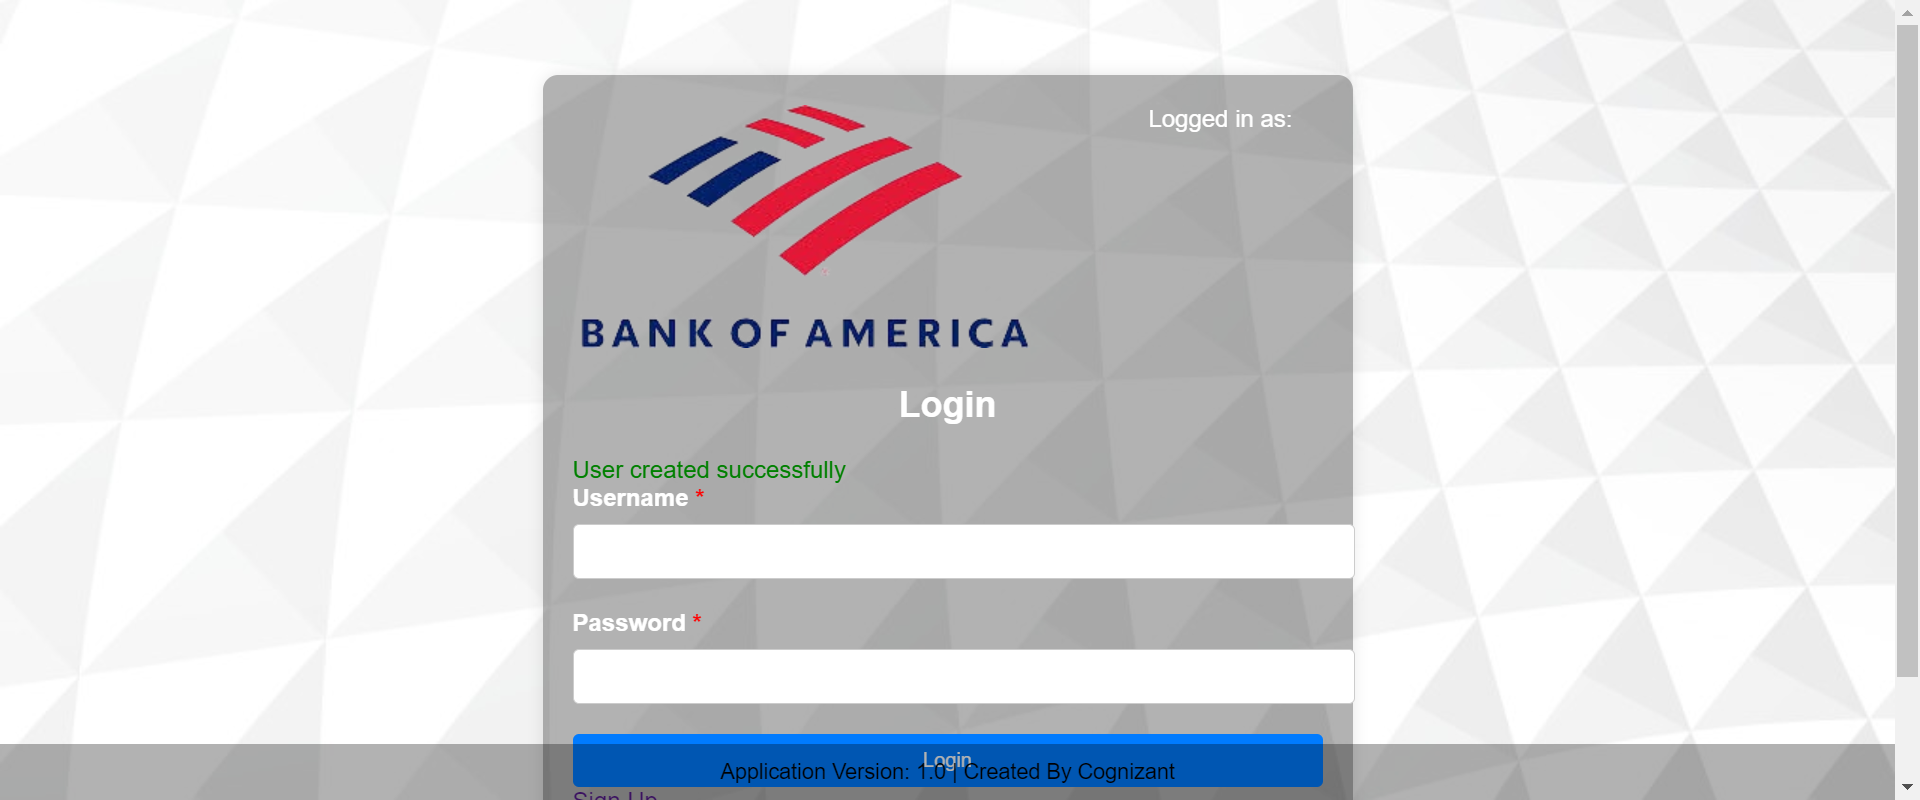 Logged in as:
BANK OF AMERICA
Login
User created successfully
Username *
Password *
Login
Application Version: 1.0 | Created By Cognizant
Sign Up